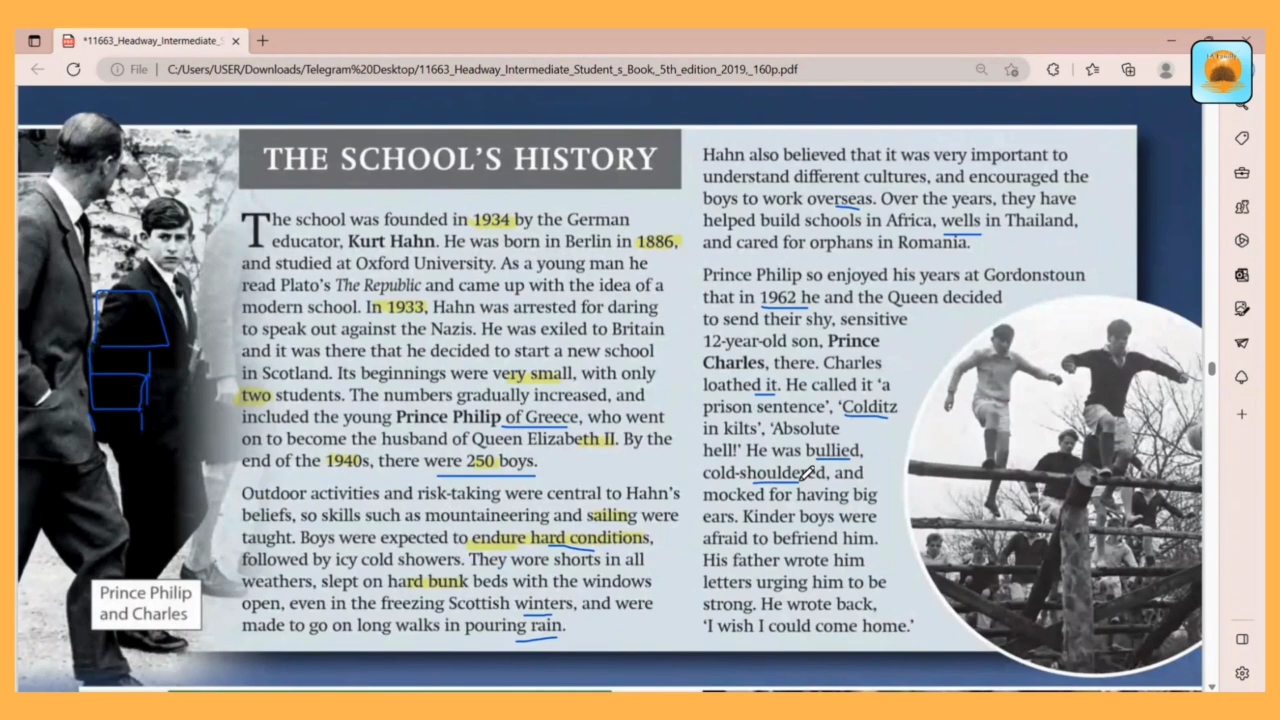 *11663_Headway_Intermediate_S
File
C:/Users/USER/Downloads/Telegram%20Desktop/11663_Headway_Intermediate_Student_s_Book,_5th_edition_2019,_160p.pdf
THE SCHOOL'S HISTORY
The school was founded in 1934 by the German
educator, Kurt Hahn. He was born in Berlin in 1886,
and studied at Oxford University. As a young man he
read Plato's The Republic and came up with the idea of a
modern school. In 1933, Hahn was arrested for daring
to speak out against the Nazis. He was exiled to Britain
and it was there that he decided to start a new school
in Scotland. Its beginnings were very small, with only
two students. The numbers gradually increased, and
included the young Prince Philip of Greece, who went
on to become the husband of Queen Elizabeth II. By the
end of the 1940s, there were 250 boys.
Outdoor activities and risk-taking were central to Hahn's
beliefs, so skills such as mountaineering and sailing were
taught. Boys were expected to endure hard conditions,
followed by icy cold showers. They wore shorts in all
weathers, slept on hard bunk beds with the windows
open, even in the freezing Scottish winters, and were
made to go on long walks in pouring rain.
Prince Philip
and Charles
Hahn also believed that it was very important to
understand different cultures, and encouraged the
boys to work overseas. Over the years, they have
helped build schools in Africa, wells in Thailand,
and cared for orphans in Romania.
Prince Philip so enjoyed his years at Gordonstoun
that in 1962 he and the Queen decided
to send their shy, sensitive
12-year-old son, Prince
Charles, there. Charles
loathed it. He called it 'a
prison sentence', 'Colditz
in kilts', 'Absolute
hell!' He was bullied,
cold-shouldered, and
mocked for having big
ears. Kinder boys were
afraid to befriend him.
His father wrote him
letters urging him to be
strong. He wrote back,
'I wish I could come home.'